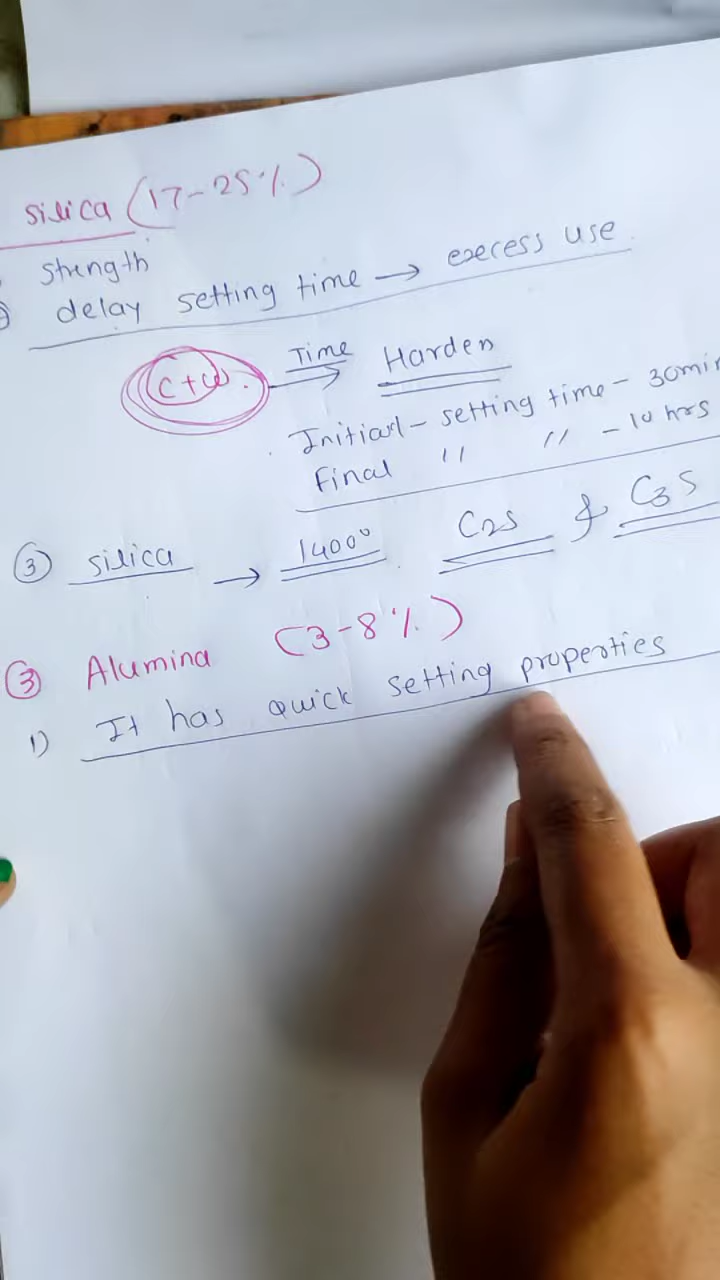 silica (17-25%)
strength
delay setting time → execess use
C+W. Time → Harden
Initial - setting time - 30min
Final " " - 10 hrs
③ silica → 1400° C2S & C3S
③ Alumina (3-8%)
1) It has quick setting properties